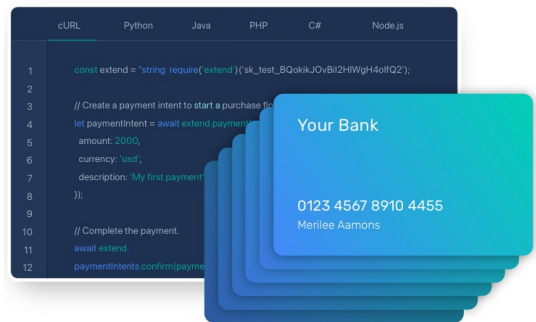 cURL Python Java PHP C# Node.js
1 const extend = "string require('extend')('sk_test_BQokikJOvBiI2HlWgH4olfQ2');
2
3 // Create a payment intent to start a purchase flo
4 let paymentIntent = await extend.payment
5 amount: 2000,
6 currency: 'usd',
7 description: 'My first payment'
8 });
9
10 // Complete the payment.
11 await extend.
12 paymentIntents.confirm(payme
Your Bank
0123 4567 8910 4455
Merilee Aamons